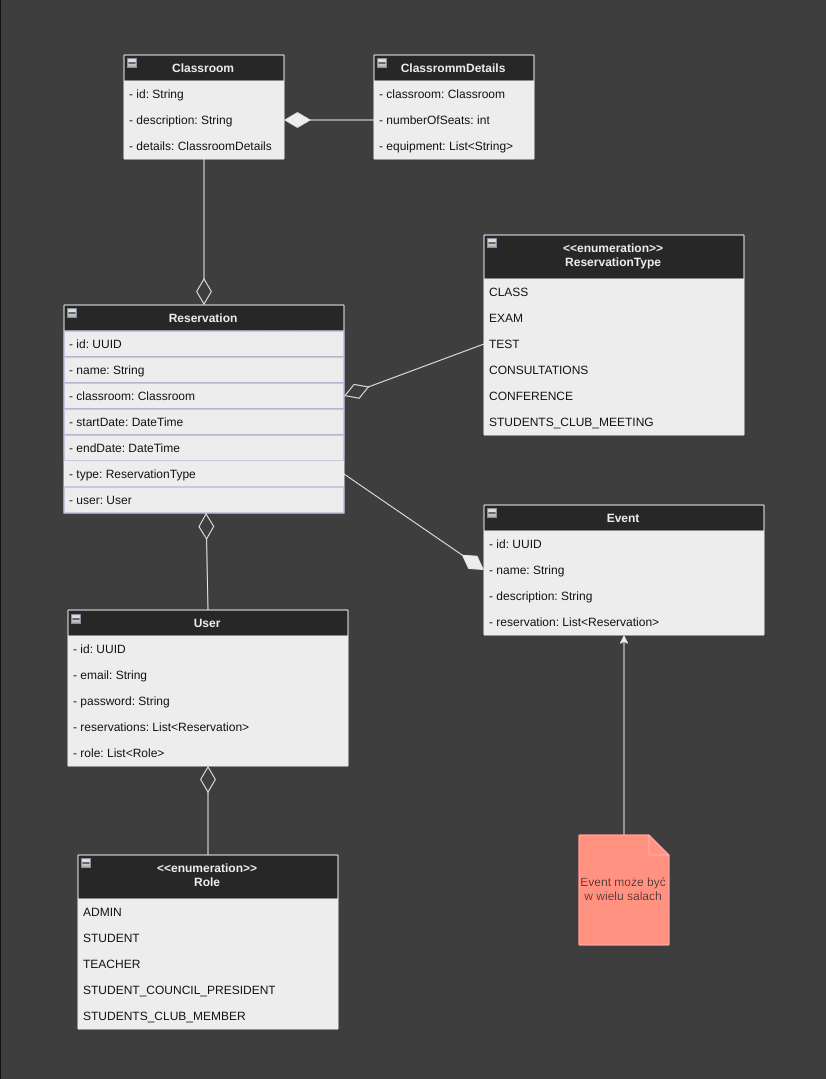 Classroom
- id: String
- description: String
- details: ClassroomDetails
ClassrommDetails
- classroom: Classroom
- numberOfSeats: int
- equipment: List<String>
<<enumeration>>
ReservationType
CLASS
EXAM
TEST
CONSULTATIONS
CONFERENCE
STUDENTS_CLUB_MEETING
Reservation
- id: UUID
- name: String
- classroom: Classroom
- startDate: DateTime
- endDate: DateTime
- type: ReservationType
- user: User
Event
- id: UUID
- name: String
- description: String
- reservation: List<Reservation>
User
- id: UUID
- email: String
- password: String
- reservations: List<Reservation>
- role: List<Role>
<<enumeration>>
Role
ADMIN
STUDENT
TEACHER
STUDENT_COUNCIL_PRESIDENT
STUDENTS_CLUB_MEMBER
Event może być
w wielu salach